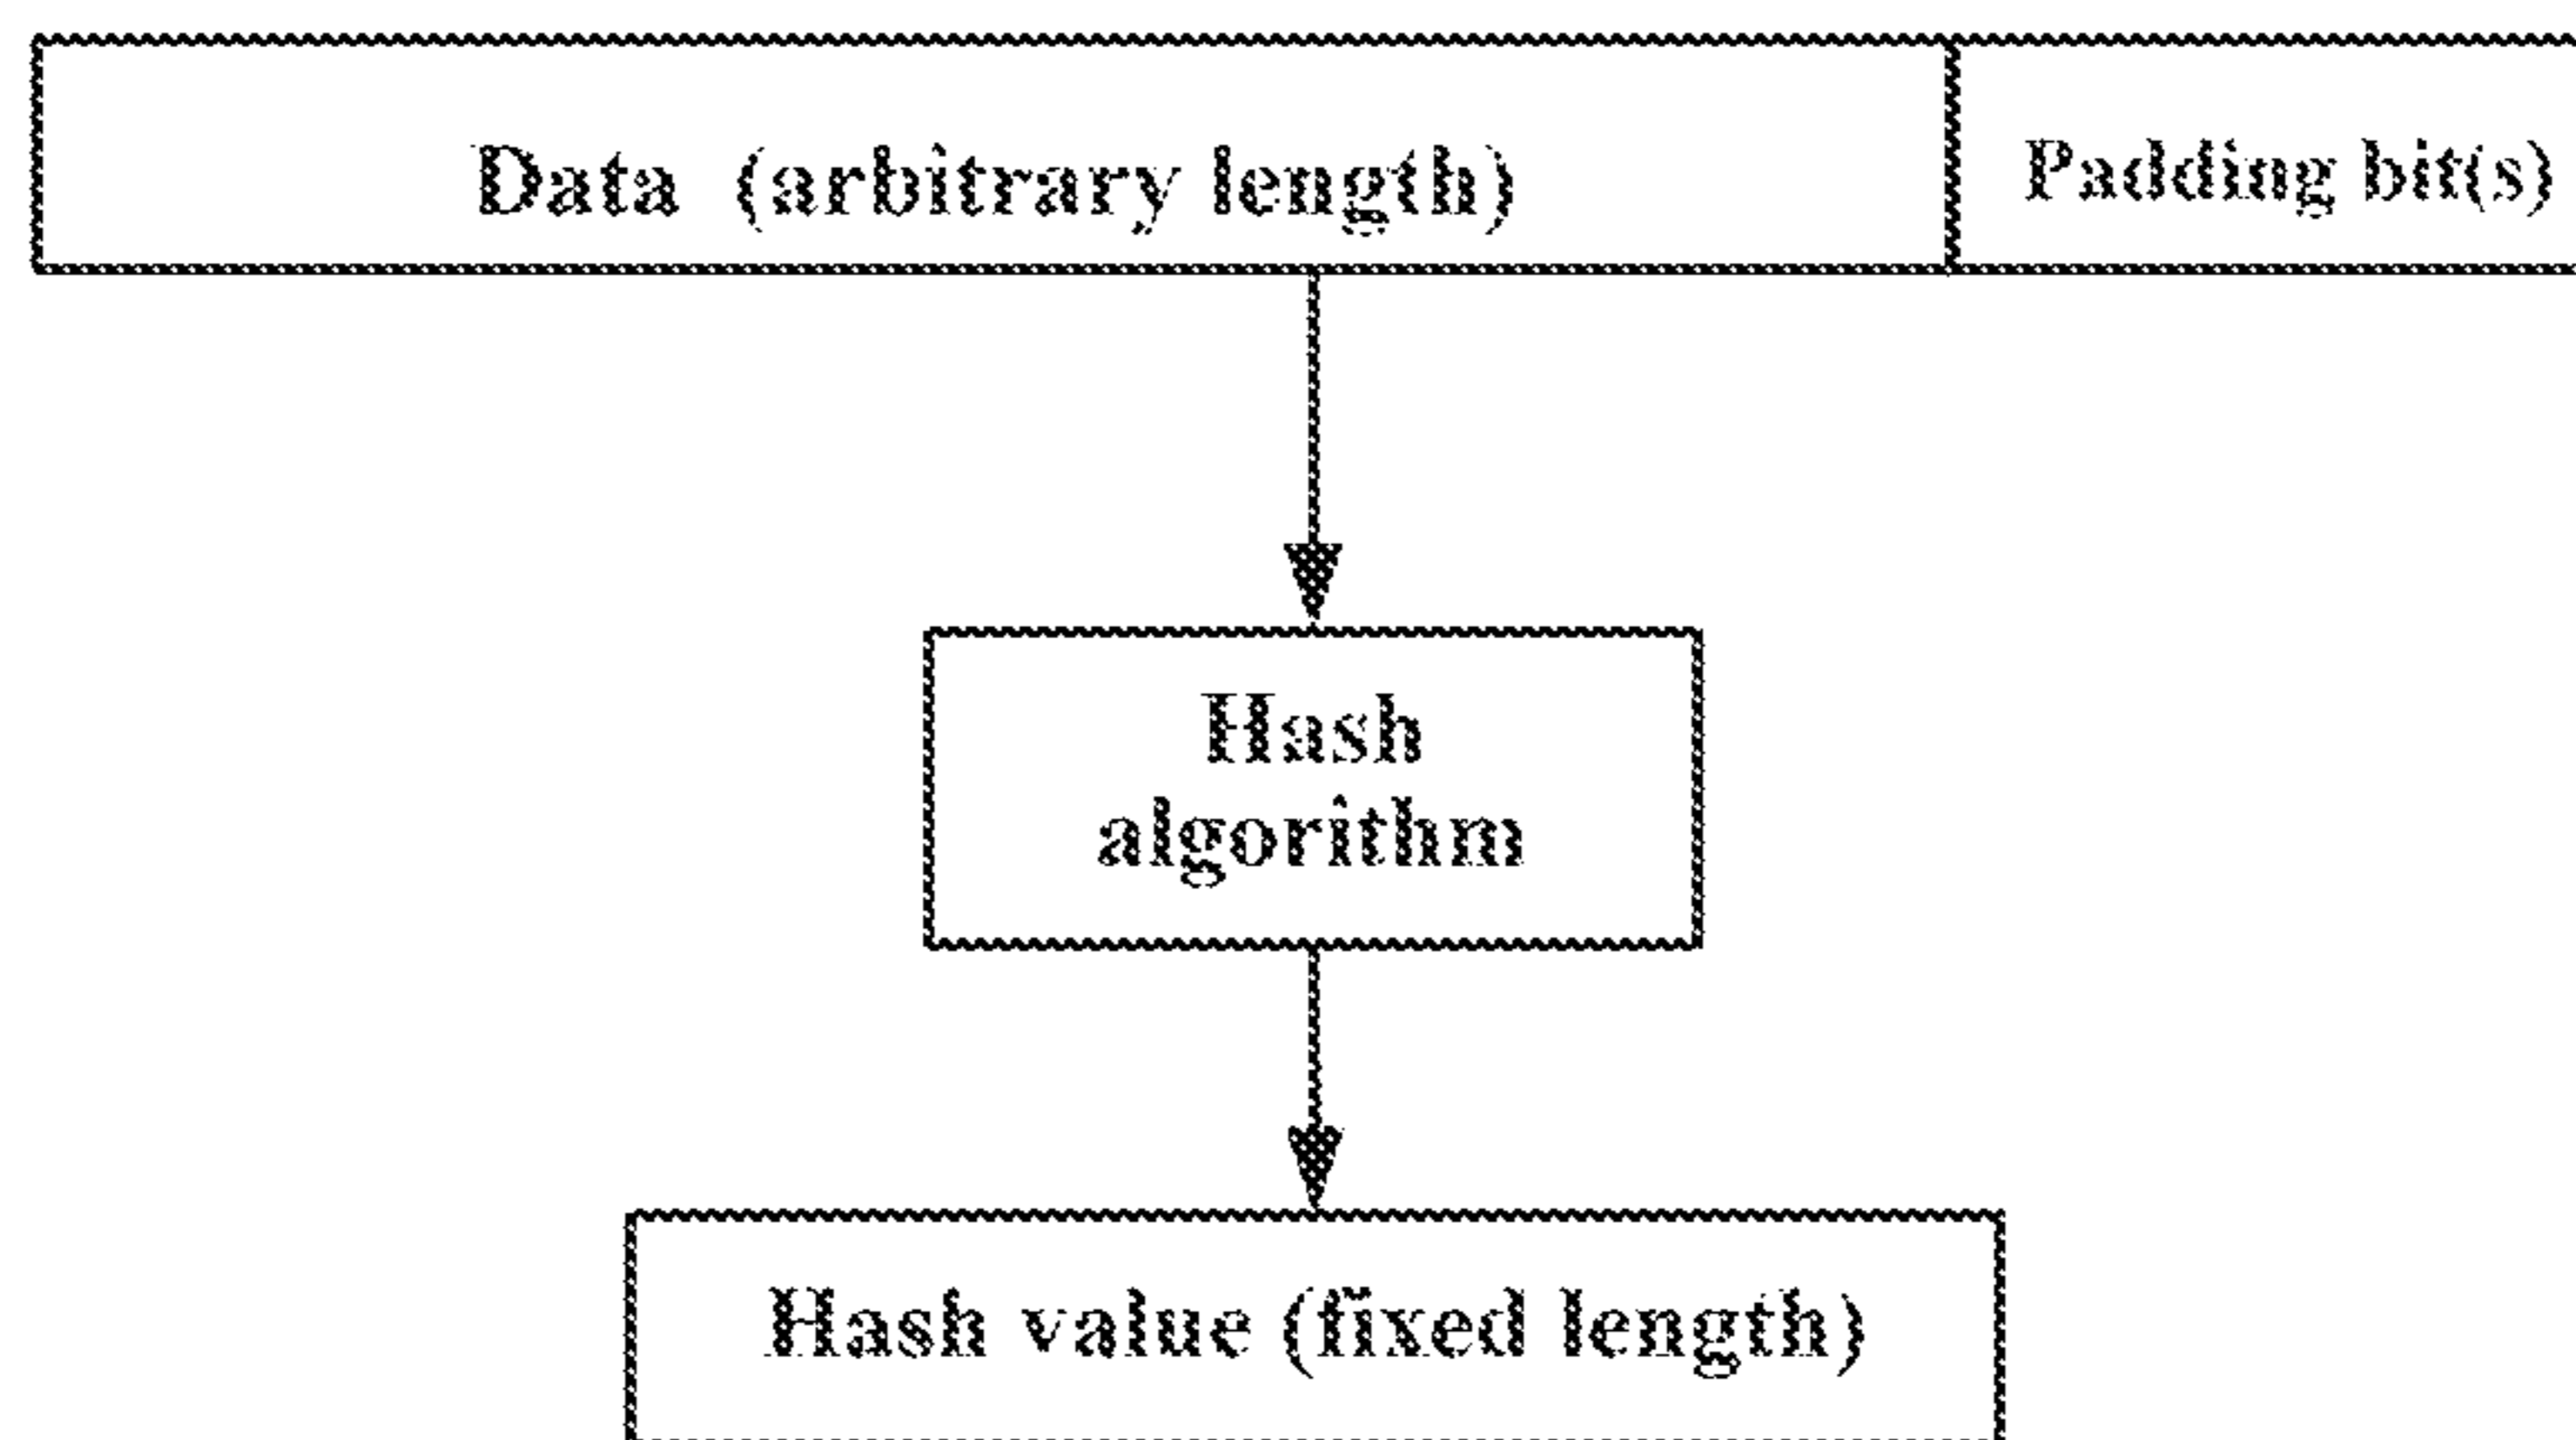 Data (arbitrary length) Padding bit(s)
Hash
algorithm
Hash value (fixed length)